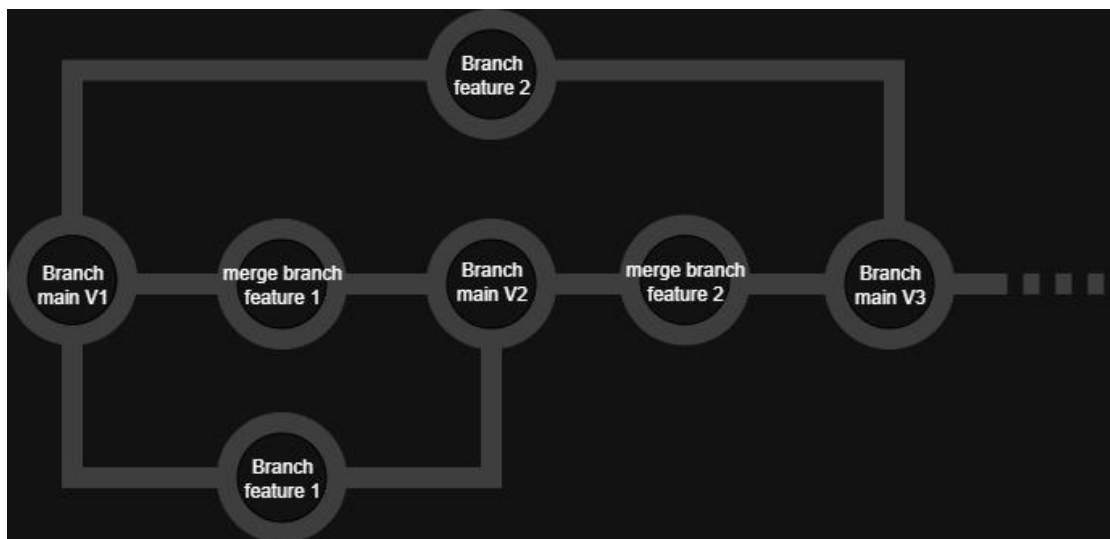 Branch
feature 2
Branch
main V1
merge branch
feature 1
Branch
main V2
merge branch
feature 2
Branch
main V3
Branch
feature 1